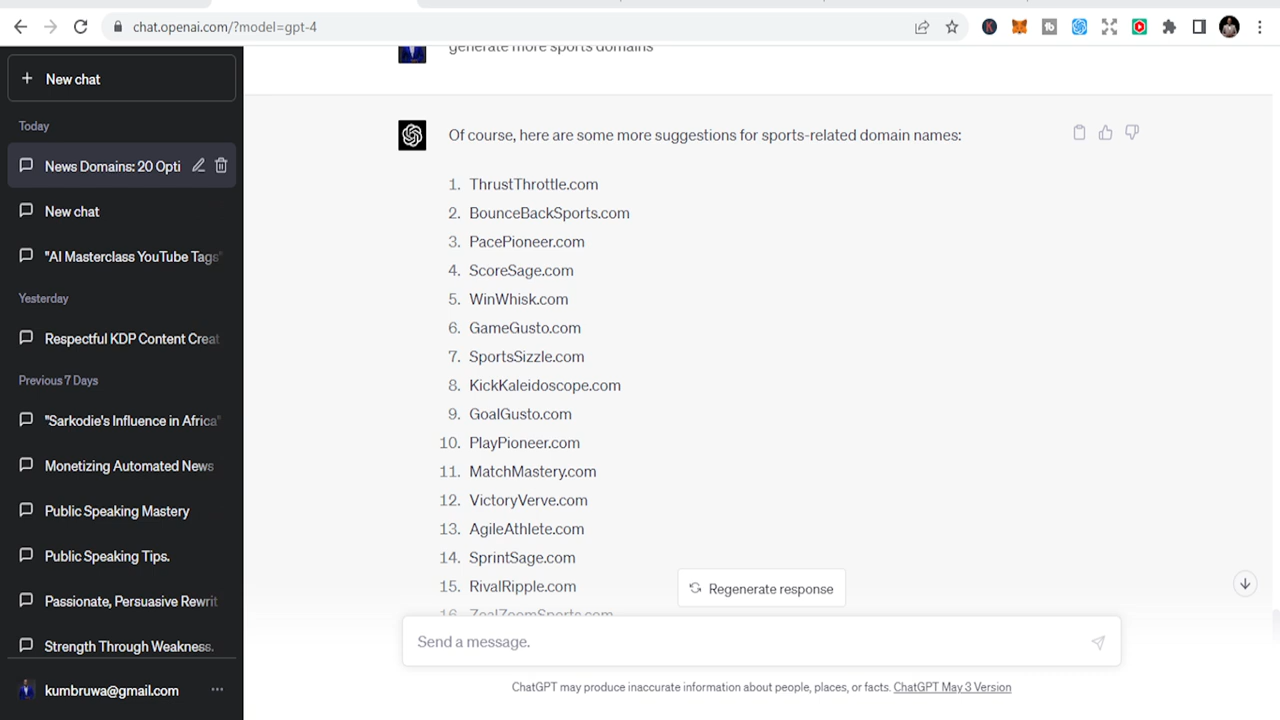 chat.openai.com/?model=gpt-4
New chat
Today
News Domains: 20 Opti
New chat
"AI Masterclass YouTube Tags"
Yesterday
Respectful KDP Content Creat
Previous 7 Days
"Sarkodie's Influence in Africa"
Monetizing Automated News
Public Speaking Mastery
Public Speaking Tips.
Passionate, Persuasive Rewrit
Strength Through Weakness.
kumbruwa@gmail.com
generate more sports domains
Of course, here are some more suggestions for sports-related domain names:
1. ThrustThrottle.com
2. BounceBackSports.com
3. PacePioneer.com
4. ScoreSage.com
5. WinWhisk.com
6. GameGusto.com
7. SportsSizzle.com
8. KickKaleidoscope.com
9. GoalGusto.com
10. PlayPioneer.com
11. MatchMastery.com
12. VictoryVerve.com
13. AgileAthlete.com
14. SprintSage.com
15. RivalRipple.com
16. ZealZoomSports.com
Regenerate response
Send a message.
ChatGPT may produce inaccurate information about people, places, or facts. ChatGPT May 3 Version